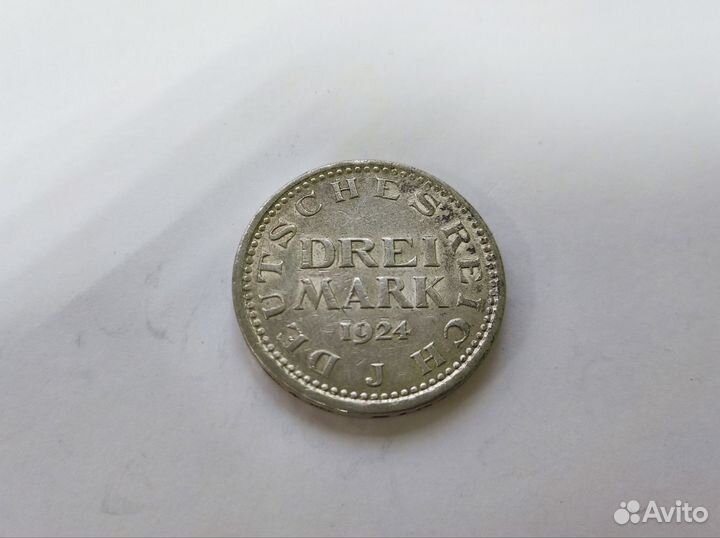 DEUTSCHES REICH
DREI
MARK
1924
J
Avito